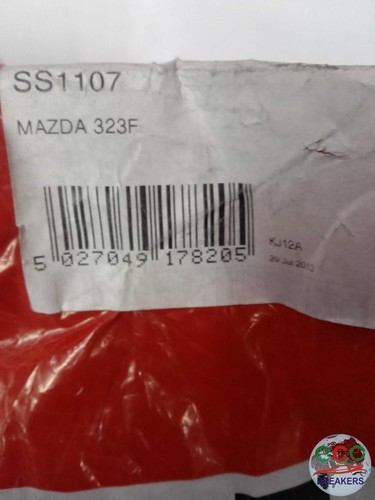 SS1107
MAZDA 323F
5 027049 178205
KJ12A
29 Jul 2013
BREAKERS